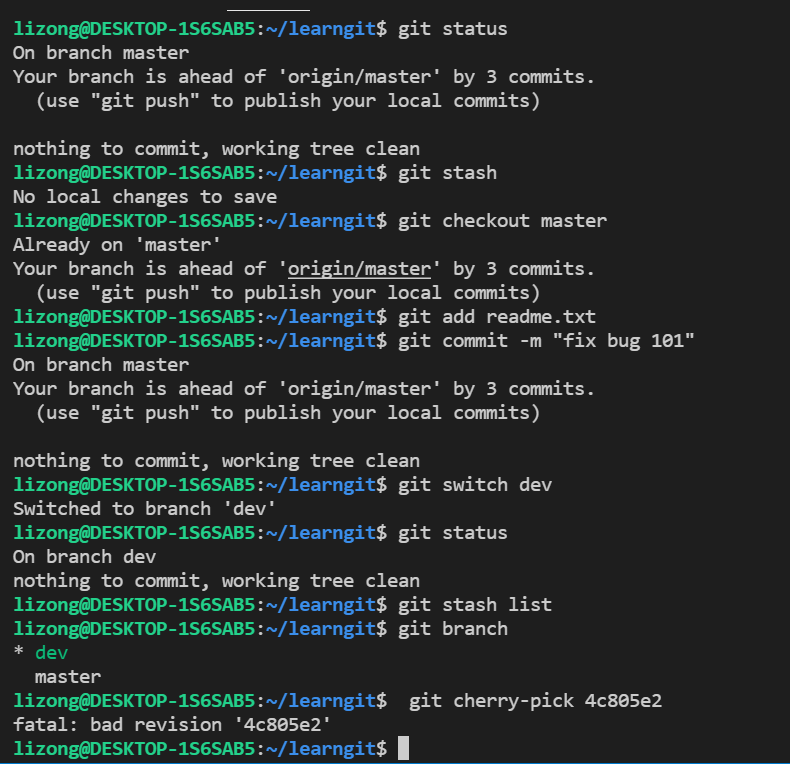 lizong@DESKTOP-1S6SAB5:~/learngit$ git status
On branch master
Your branch is ahead of 'origin/master' by 3 commits.
  (use "git push" to publish your local commits)

nothing to commit, working tree clean
lizong@DESKTOP-1S6SAB5:~/learngit$ git stash
No local changes to save
lizong@DESKTOP-1S6SAB5:~/learngit$ git checkout master
Already on 'master'
Your branch is ahead of 'origin/master' by 3 commits.
  (use "git push" to publish your local commits)
lizong@DESKTOP-1S6SAB5:~/learngit$ git add readme.txt
lizong@DESKTOP-1S6SAB5:~/learngit$ git commit -m "fix bug 101"
On branch master
Your branch is ahead of 'origin/master' by 3 commits.
  (use "git push" to publish your local commits)

nothing to commit, working tree clean
lizong@DESKTOP-1S6SAB5:~/learngit$ git switch dev
Switched to branch 'dev'
lizong@DESKTOP-1S6SAB5:~/learngit$ git status
On branch dev
nothing to commit, working tree clean
lizong@DESKTOP-1S6SAB5:~/learngit$ git stash list
lizong@DESKTOP-1S6SAB5:~/learngit$ git branch
* dev
  master
lizong@DESKTOP-1S6SAB5:~/learngit$  git cherry-pick 4c805e2
fatal: bad revision '4c805e2'
lizong@DESKTOP-1S6SAB5:~/learngit$